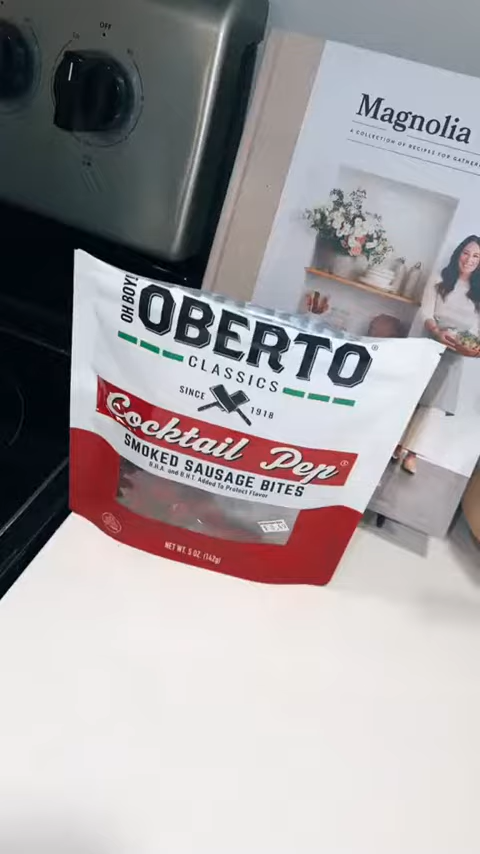 OFF
Magnolia
A COLLECTION OF RECIPES FOR GATHERING
OH BOY!
OBERTO®
CLASSICS
SINCE 1918
Cocktail Pep®
SMOKED SAUSAGE BITES
B.H.A. and B.H.T. Added To Protect Flavor
NET WT. 5 OZ. (142g)